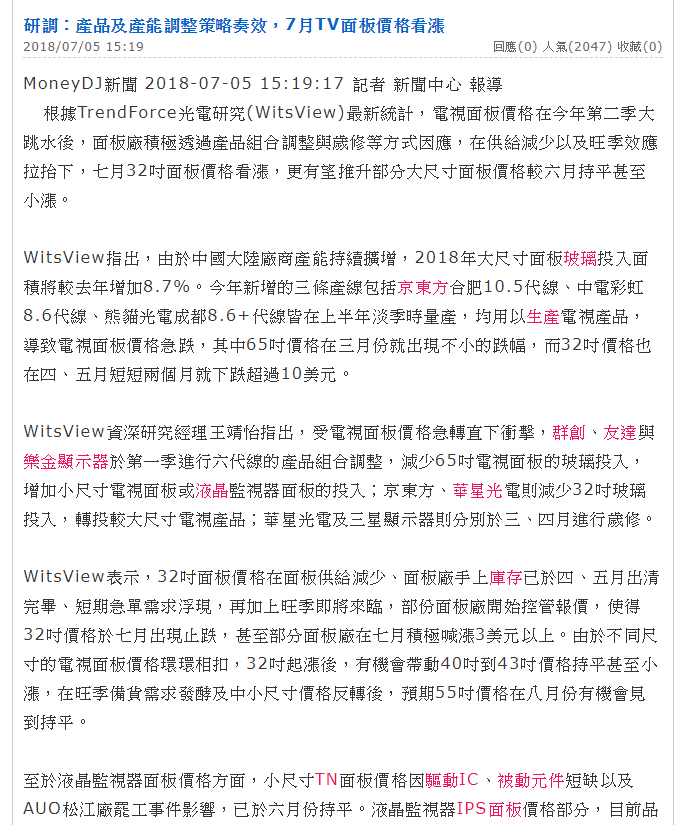 研調：產品及產能調整策略奏效，7月TV面板價格看漲
2018/07/05 15:19 回應(0) 人氣(2047) 收藏(0)
MoneyDJ新聞 2018-07-05 15:19:17 記者 新聞中心 報導
根據TrendForce光電研究(WitsView)最新統計，電視面板價格在今年第二季大
跳水後，面板廠積極透過產品組合調整與歲修等方式因應，在供給減少以及旺季效應
拉抬下，七月32吋面板價格看漲，更有望推升部分大尺寸面板價格較六月持平甚至
小漲。
WitsView指出，由於中國大陸廠商產能持續擴增，2018年大尺寸面板玻璃投入面
積將較去年增加8.7%。今年新增的三條產線包括京東方合肥10.5代線、中電彩虹
8.6代線、熊貓光電成都8.6+代線皆在上半年淡季時量產，均用以生產電視產品，
導致電視面板價格急跌，其中65吋價格在三月份就出現不小的跌幅，而32吋價格也
在四、五月短短兩個月就下跌超過10美元。
WitsView資深研究經理王靖怡指出，受電視面板價格急轉直下衝擊，群創、友達與
樂金顯示器於第一季進行六代線的產品組合調整，減少65吋電視面板的玻璃投入，
增加小尺寸電視面板或液晶監視器面板的投入；京東方、華星光電則減少32吋玻璃
投入，轉投較大尺寸電視產品；華星光電及三星顯示器則分別於三、四月進行歲修。
WitsView表示，32吋面板價格在面板供給減少、面板廠手上庫存已於四、五月出清
完畢、短期急單需求浮現，再加上旺季即將來臨，部份面板廠開始控管報價，使得
32吋價格於七月出現止跌，甚至部分面板廠在七月積極喊漲3美元以上。由於不同尺
寸的電視面板價格環環相扣，32吋起漲後，有機會帶動40吋到43吋價格持平甚至小
漲，在旺季備貨需求發酵及中小尺寸價格反轉後，預期55吋價格在八月份有機會見
到持平。
至於液晶監視器面板價格方面，小尺寸TN面板價格因驅動IC、被動元件短缺以及
AUO松江廠罷工事件影響，已於六月份持平。液晶監視器IPS面板價格部分，目前品